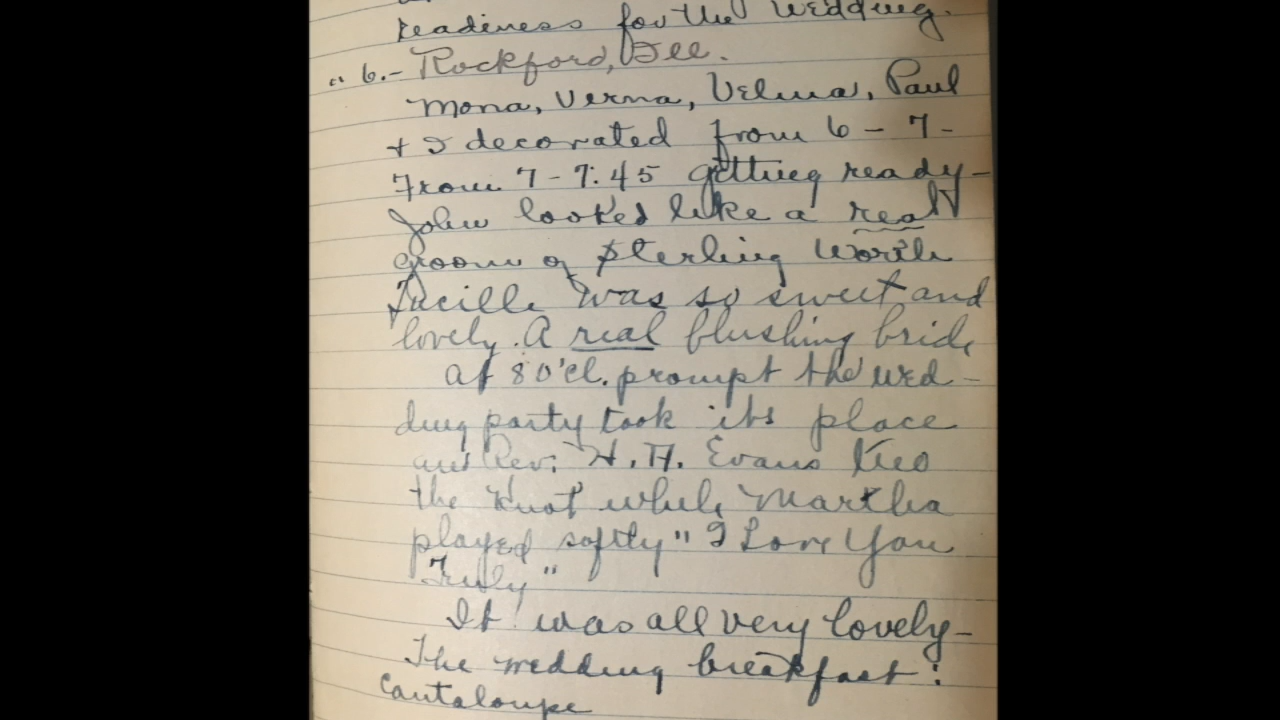 readiness for the Wedding.
" 6.- Rockford, Ill.
Mona, Verna, Velma, Paul
+ I decorated from 6 - 7 -
From 7 - 7:45 getting ready -
John looked like a real
groom of sterling Worth
Lucille was so sweet and
lovely. A real blushing bride
At 8 o'cl. prompt the wed-
ding party took its place
and Rev. H. H. Evans tied
the "Knot" while Martha
played softly "I Love You
Truly"
It was all very lovely -
The wedding breakfast:
Cantaloupe